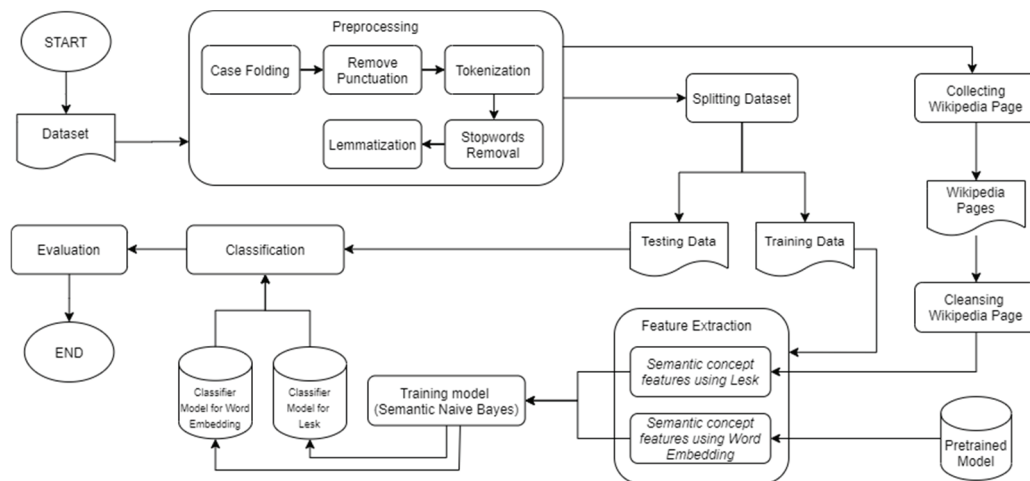 START
Dataset
Preprocessing
Case Folding
Remove
Punctuation
Tokenization
Lemmatization
Stopwords
Removal
Splitting Dataset
Collecting
Wikipedia Page
Wikipedia
Pages
Cleansing
Wikipedia Page
Testing Data
Training Data
Evaluation
Classification
END
Feature Extraction
Semantic concept
features using Lesk
Semantic concept
features using Word
Embedding
Pretrained
Model
Training model
(Semantic Naive Bayes)
Classifier
Model for Word
Embedding
Classifier
Model for
Lesk